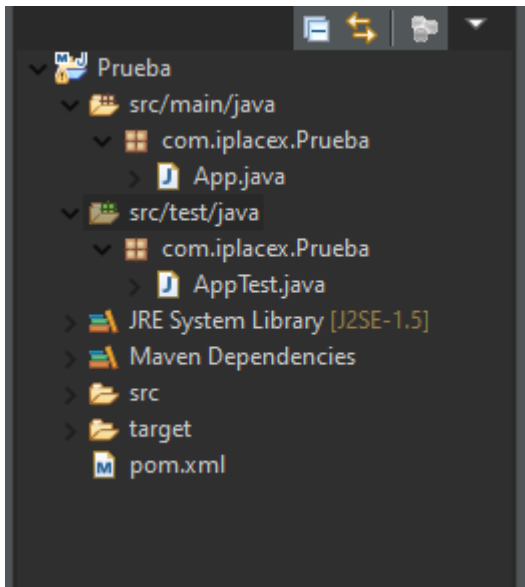 Prueba
src/main/java
com.iplacex.Prueba
App.java
src/test/java
com.iplacex.Prueba
AppTest.java
JRE System Library [J2SE-1.5]
Maven Dependencies
src
target
pom.xml